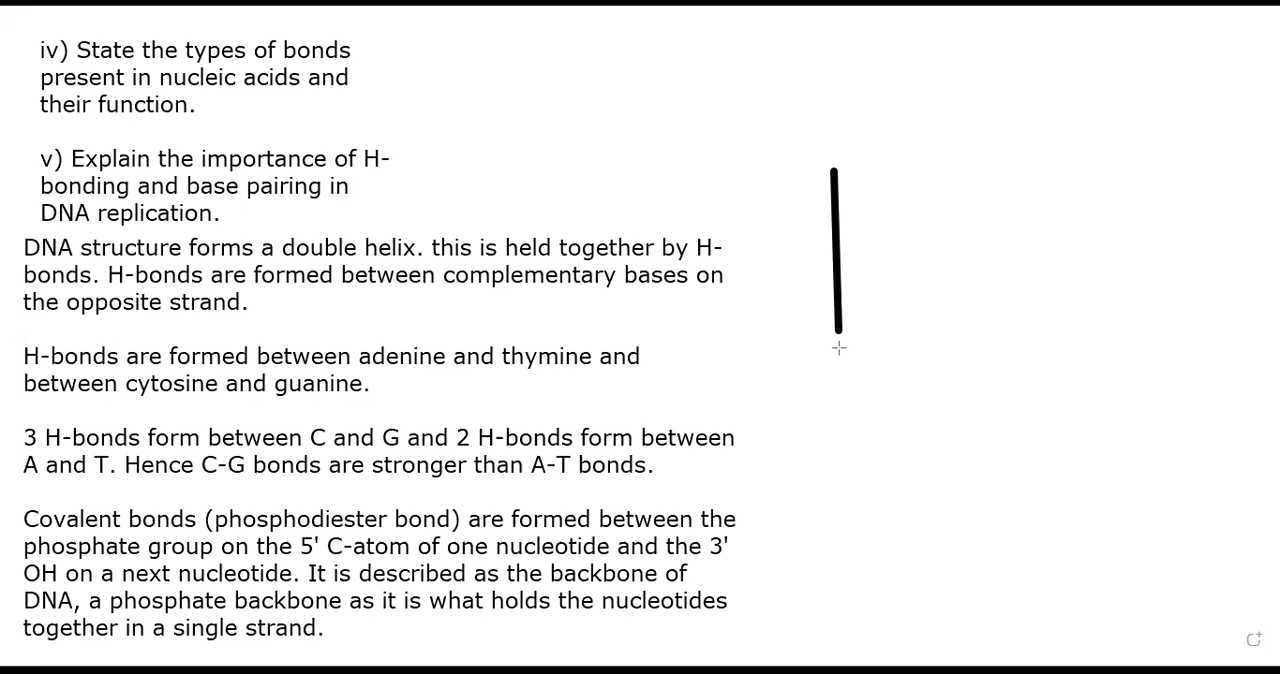 iv) State the types of bonds
present in nucleic acids and
their function.
v) Explain the importance of H-
bonding and base pairing in
DNA replication.
DNA structure forms a double helix. this is held together by H-
bonds. H-bonds are formed between complementary bases on
the opposite strand.
H-bonds are formed between adenine and thymine and
between cytosine and guanine.
3 H-bonds form between C and G and 2 H-bonds form between
A and T. Hence C-G bonds are stronger than A-T bonds.
Covalent bonds (phosphodiester bond) are formed between the
phosphate group on the 5' C-atom of one nucleotide and the 3'
OH on a next nucleotide. It is described as the backbone of
DNA, a phosphate backbone as it is what holds the nucleotides
together in a single strand.